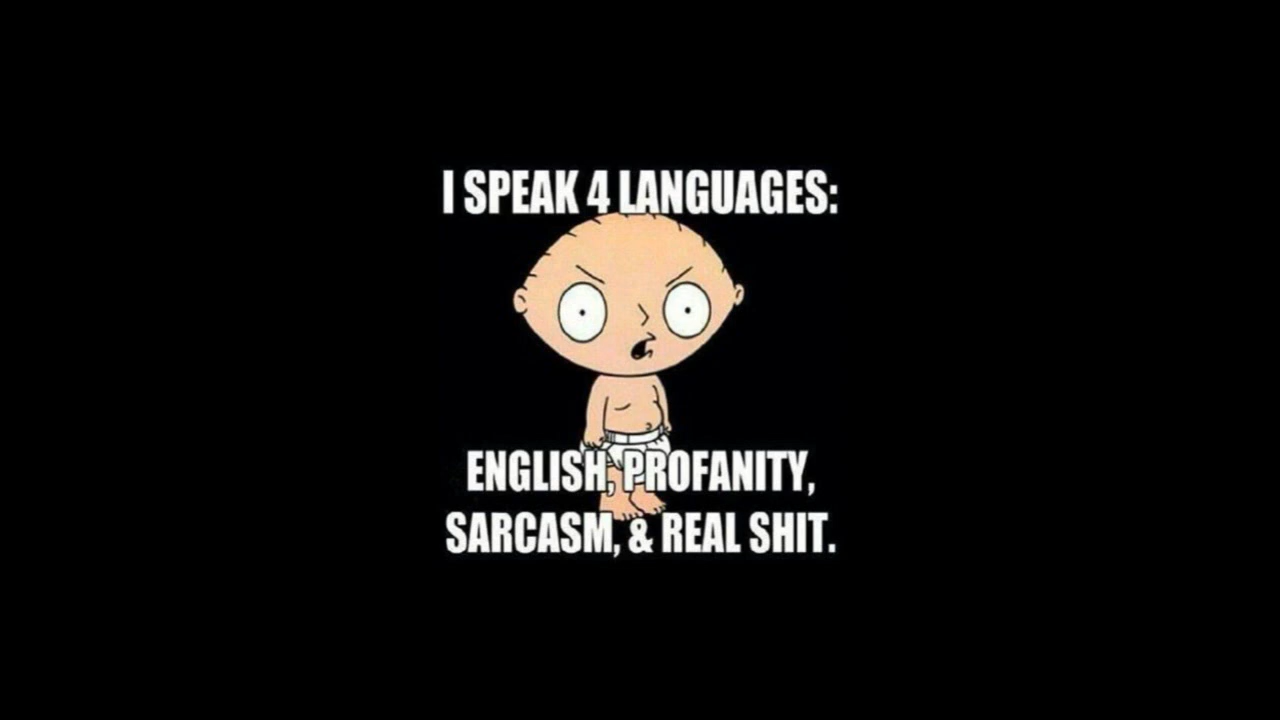 I SPEAK 4 LANGUAGES:
ENGLISH, PROFANITY,
SARCASM, & REAL SHIT.